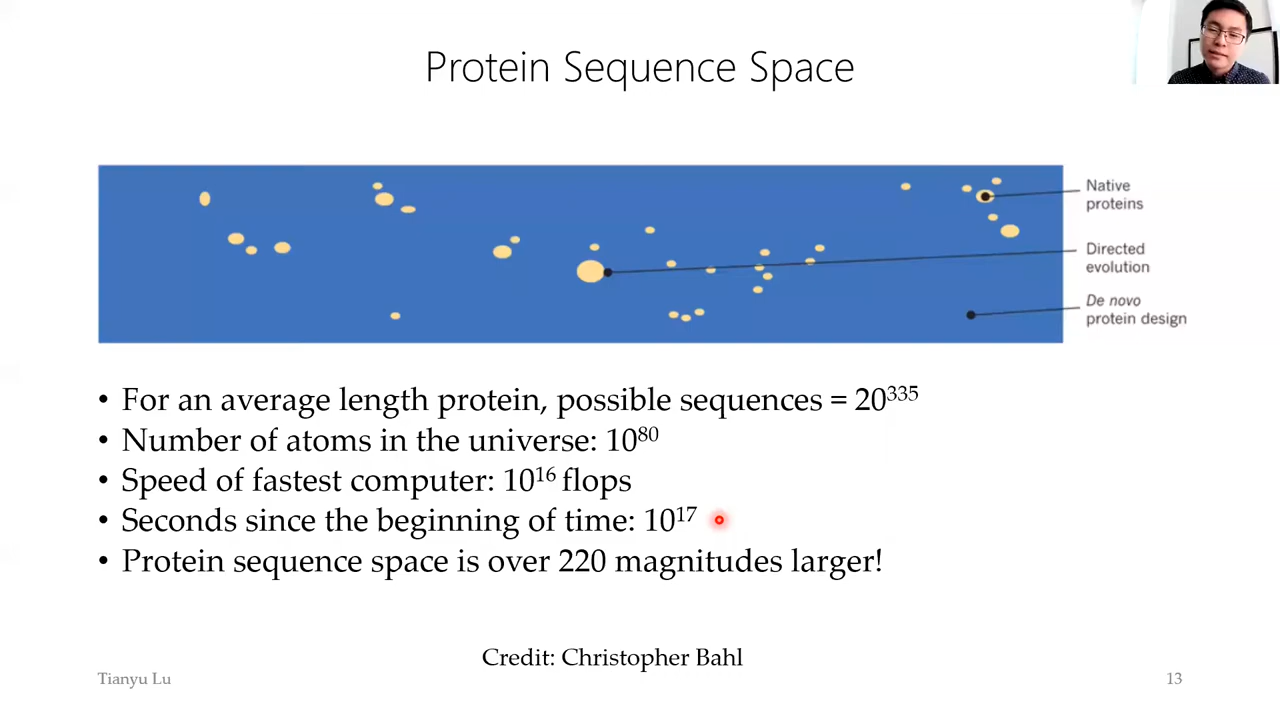 Protein Sequence Space
Native
proteins
Directed
evolution
De novo
protein design
• For an average length protein, possible sequences = 20³³⁵
• Number of atoms in the universe: 10⁸⁰
• Speed of fastest computer: 10¹⁶ flops
• Seconds since the beginning of time: 10¹⁷
• Protein sequence space is over 220 magnitudes larger!
Credit: Christopher Bahl
Tianyu Lu
13